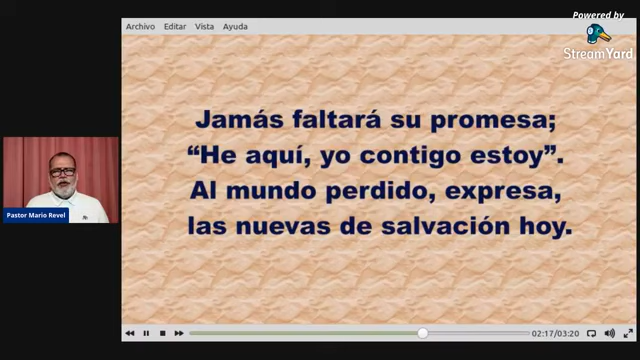 Powered by
StreamYard
Archivo Editar Vista Ayuda
Jamás faltará su promesa;
“He aquí, yo contigo estoy”.
Al mundo perdido, expresa,
las nuevas de salvación hoy.
Pastor Mario Revel
02:17/03:20